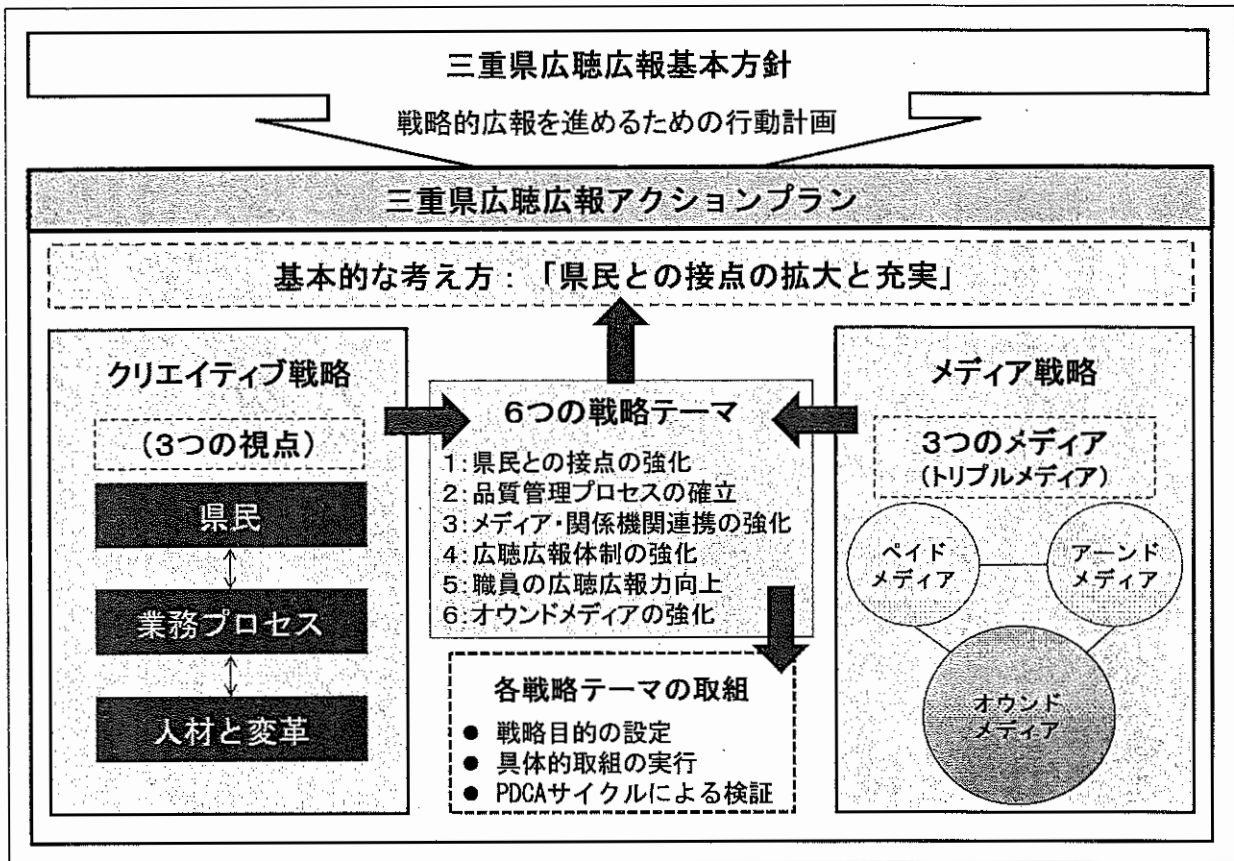 三重県広聴広報基本方針
戦略的広報を進めるための行動計画
三重県広聴広報アクションプラン
基本的な考え方：「県民との接点の拡大と充実」
クリエイティブ戦略
(3つの視点)
県民
業務プロセス
人材と変革
6つの戦略テーマ
1:県民との接点の強化
2:品質管理プロセスの確立
3:メディア・関係機関連携の強化
4:広聴広報体制の強化
5:職員の広聴広報力向上
6:オウンドメディアの強化
各戦略テーマの取組
● 戦略目的の設定
● 具体的取組の実行
● PDCAサイクルによる検証
メディア戦略
3つのメディア
(トリプルメディア)
ペイド
メディア
アーンド
メディア
オウンド
メディア